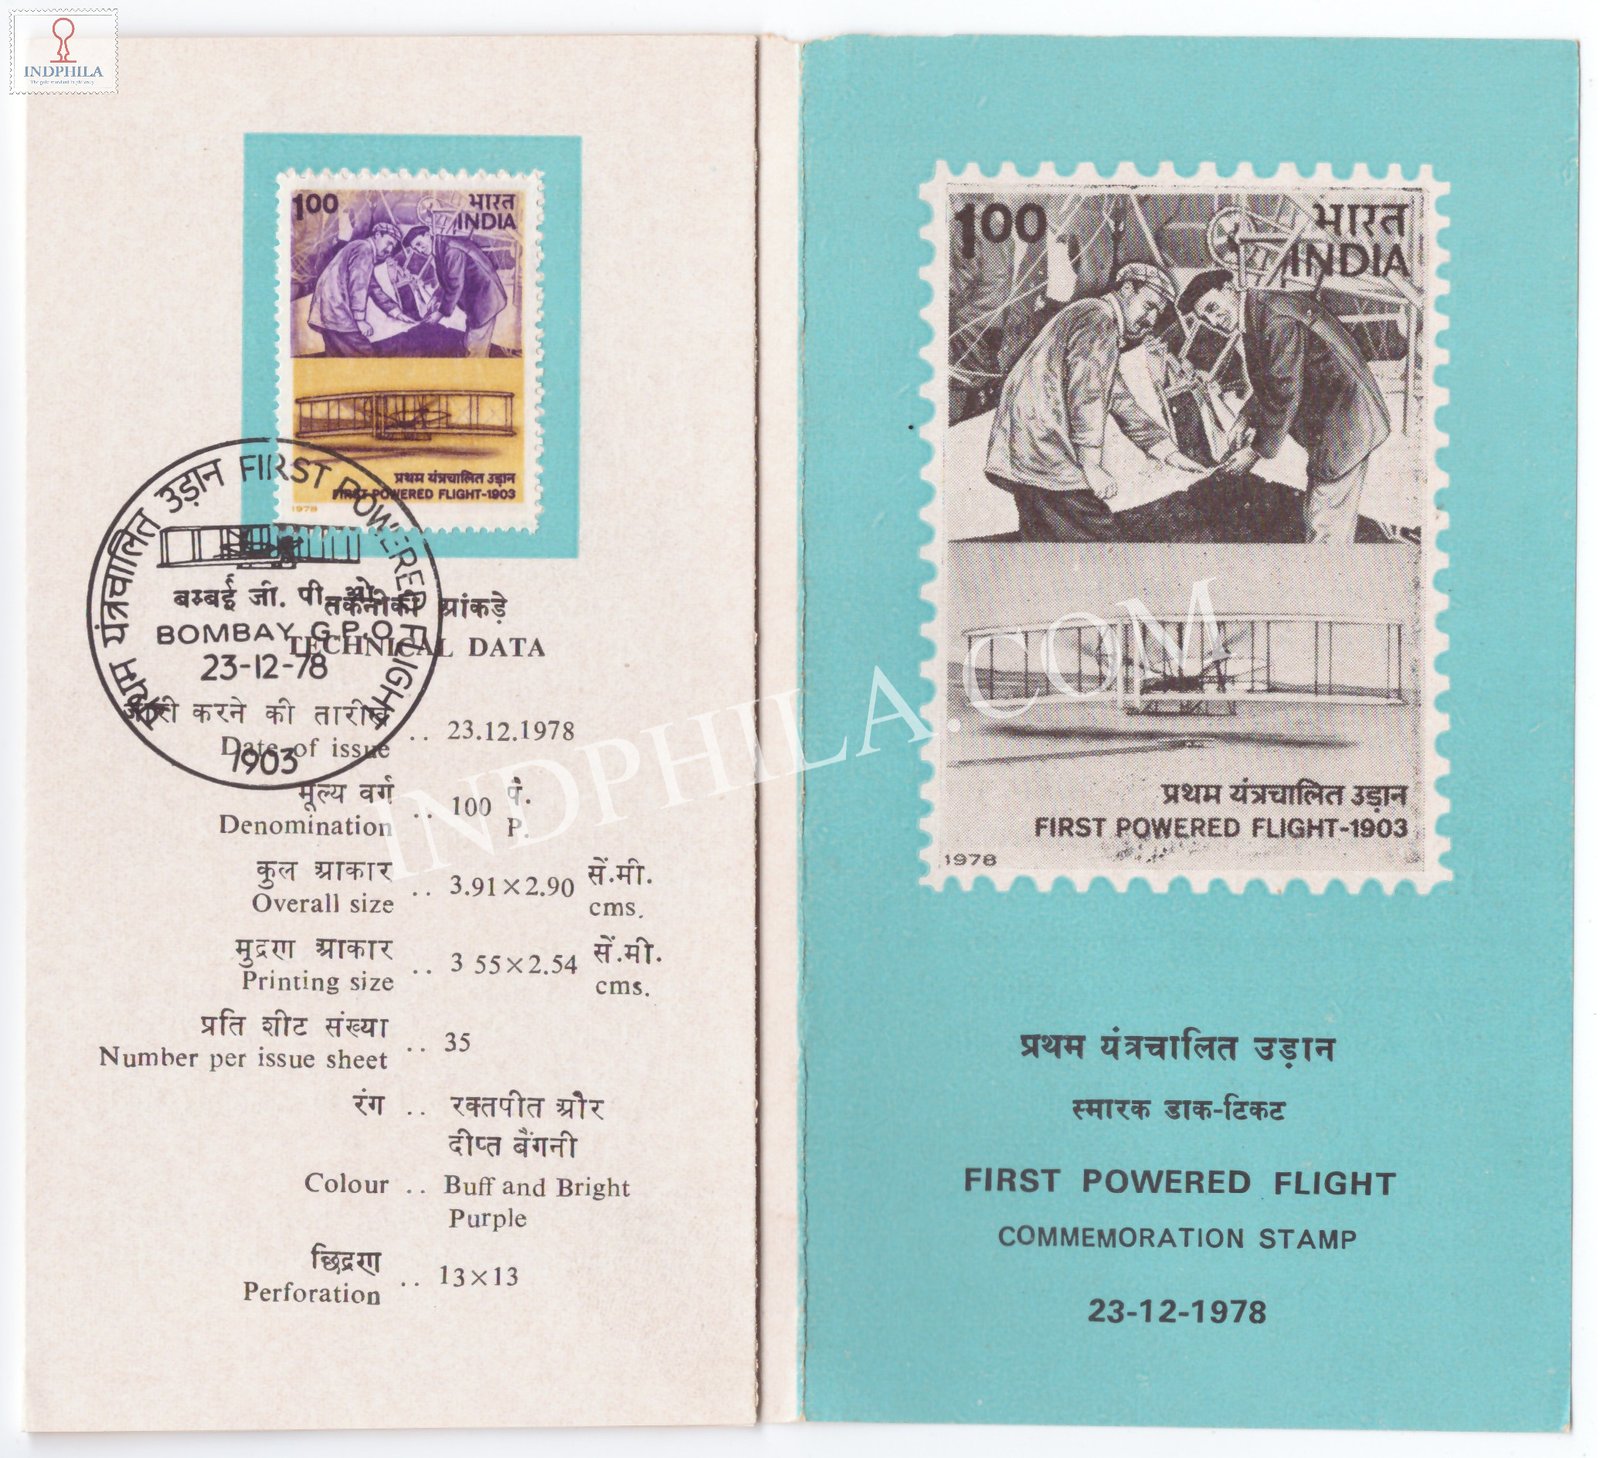 INDPHILA
1.00
भारत
INDIA
प्रथम यंत्रचालित उड़ान
FIRST POWERED FLIGHT-1903
1978
प्रथम यंत्रचालित उड़ान FIRST POWERED FLIGHT
बम्बई जी. पी. ओ.
BOMBAY G.P.O.
23-12-78
1903
तकनीकी आंकड़े
TECHNICAL DATA
जारी करने की तारीख
Date of issue .. 23.12.1978
मूल्य वर्ग
Denomination .. 100 पै.
P.
कुल आकार
Overall size .. 3.91×2.90 सें.मी.
cms.
मुद्रण आकार
Printing size .. 3 55×2.54 सें.मी.
cms.
प्रति शीट संख्या
Number per issue sheet .. 35
रंग .. रक्तपीत और
दीप्त बैंगनी
Colour .. Buff and Bright
Purple
छिद्रण
Perforation .. 13×13
1.00
भारत
INDIA
प्रथम यंत्रचालित उड़ान
FIRST POWERED FLIGHT-1903
1978
प्रथम यंत्रचालित उड़ान
स्मारक डाक-टिकट
FIRST POWERED FLIGHT
COMMEMORATION STAMP
23-12-1978
INDPHILA.COM